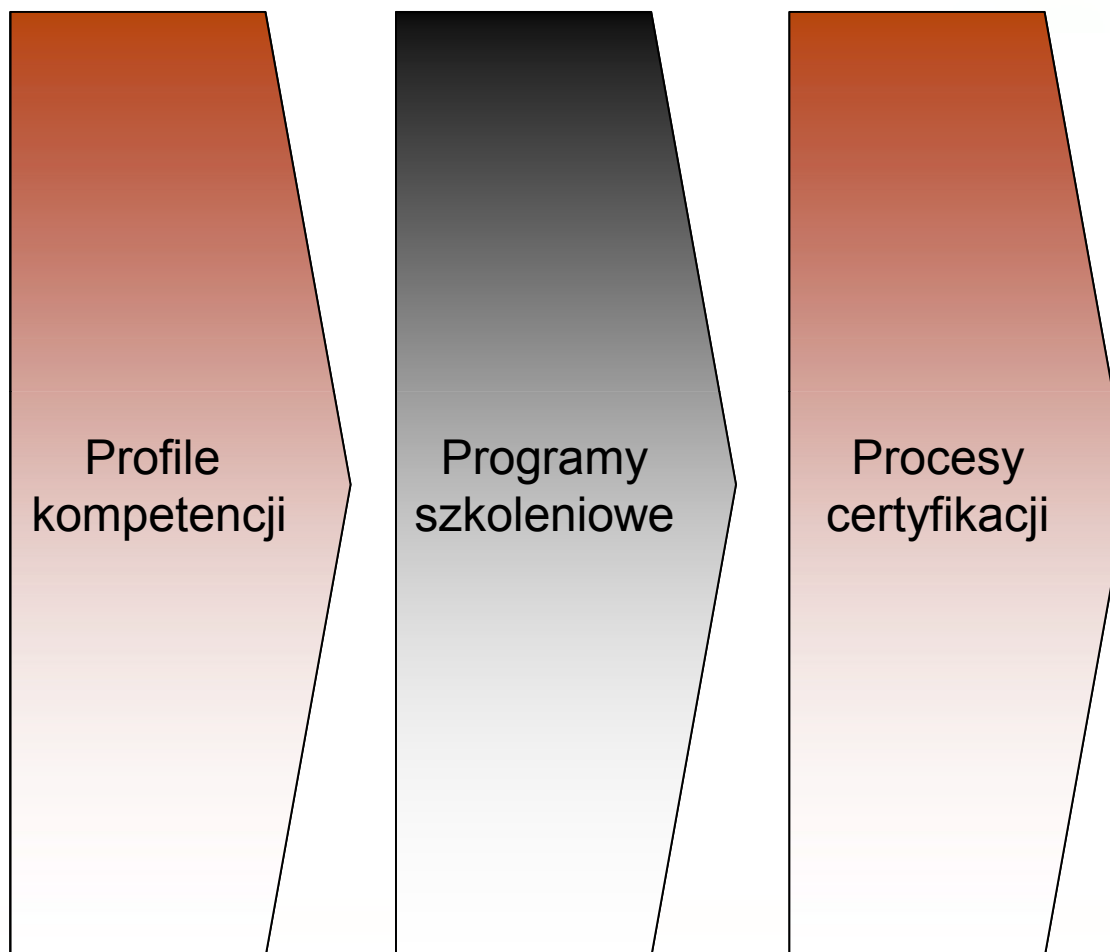 Profile
kompetencji
Programy
szkoleniowe
Procesy
certyfikacji